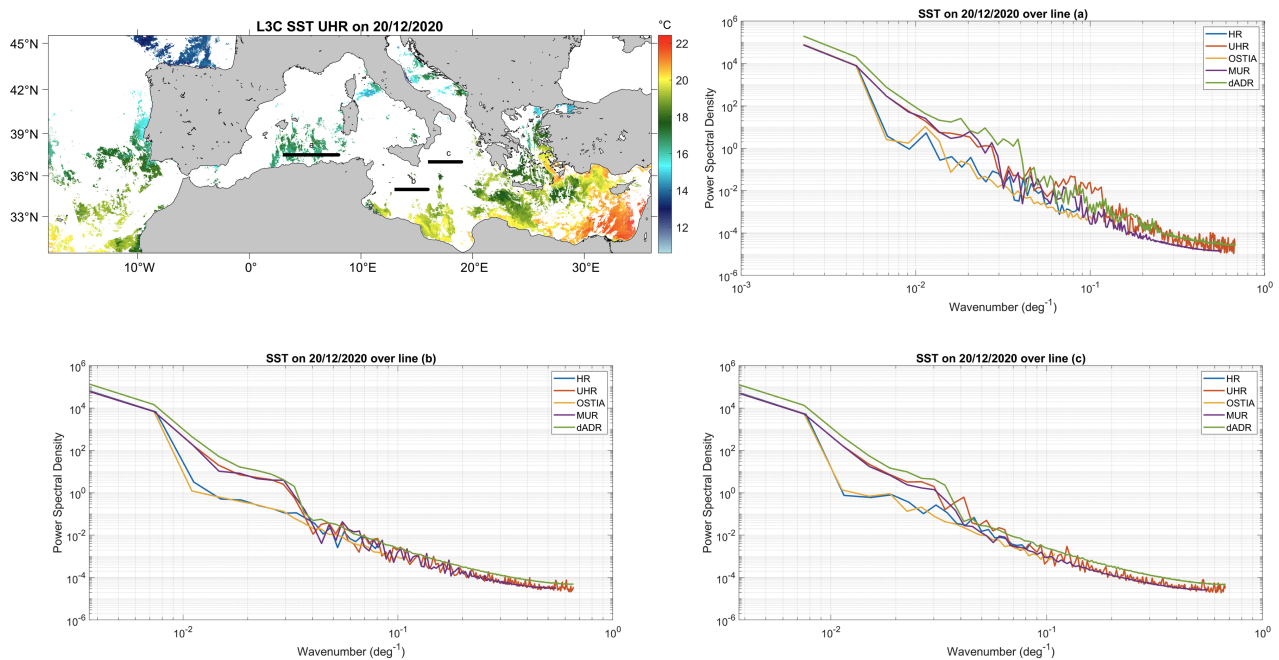 L3C SST UHR on 20/12/2020
°C
45°N
42°N
39°N
36°N
33°N
10°W
0°
10°E
20°E
30°E
22
20
18
16
14
12
a
b
c
SST on 20/12/2020 over line (a)
Power Spectral Density
10^6
10^4
10^2
10^0
10^-2
10^-4
10^-6
10^-3
10^-2
10^-1
10^0
Wavenumber (deg^-1)
HR
UHR
OSTIA
MUR
dADR
SST on 20/12/2020 over line (b)
Power Spectral Density
10^6
10^4
10^2
10^0
10^-2
10^-4
10^-6
10^-2
10^-1
10^0
Wavenumber (deg^-1)
HR
UHR
OSTIA
MUR
dADR
SST on 20/12/2020 over line (c)
Power Spectral Density
10^6
10^4
10^2
10^0
10^-2
10^-4
10^-6
10^-2
10^-1
10^0
Wavenumber (deg^-1)
HR
UHR
OSTIA
MUR
dADR